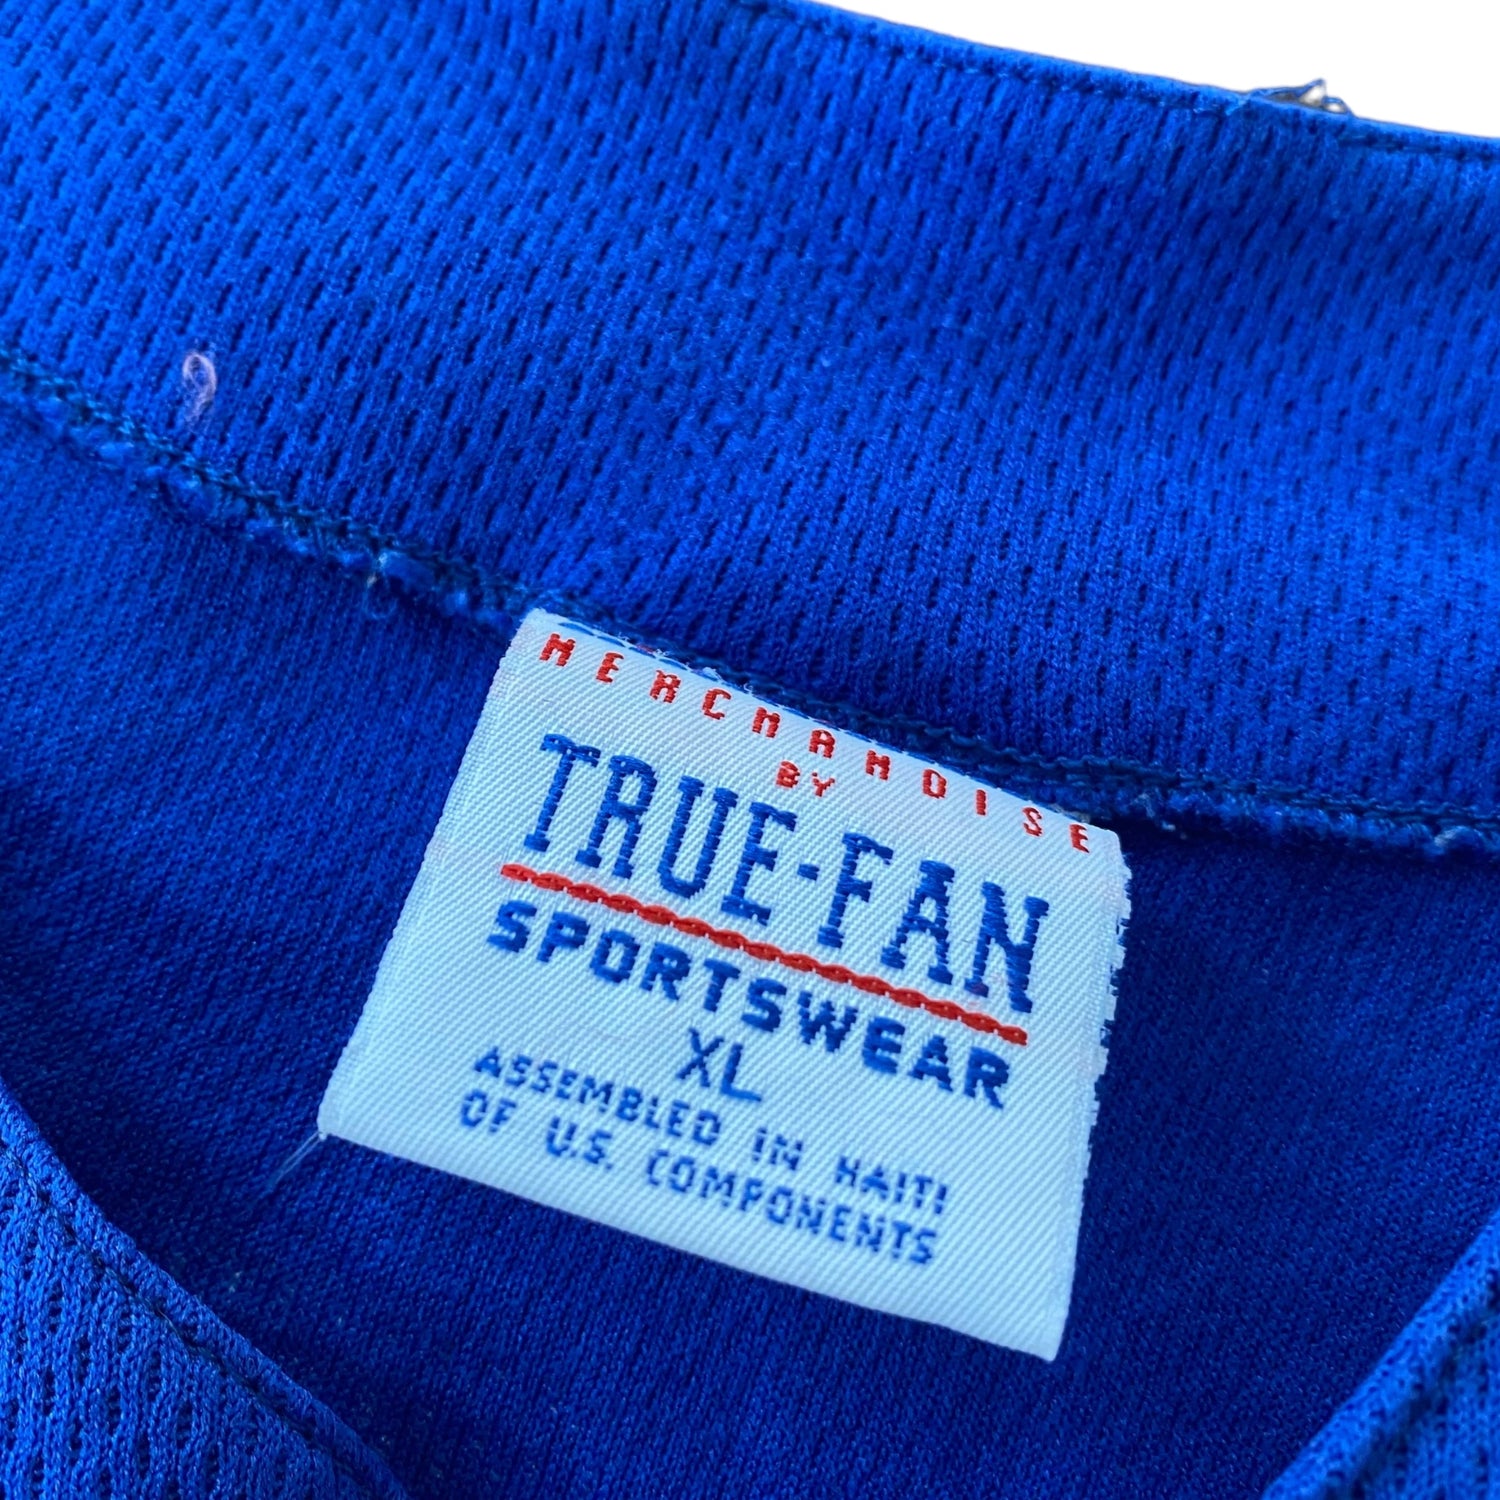 MERCHANDISE
BY
TRUE-FAN
SPORTSWEAR
XL
ASSEMBLED IN HAITI
OF U.S. COMPONENTS